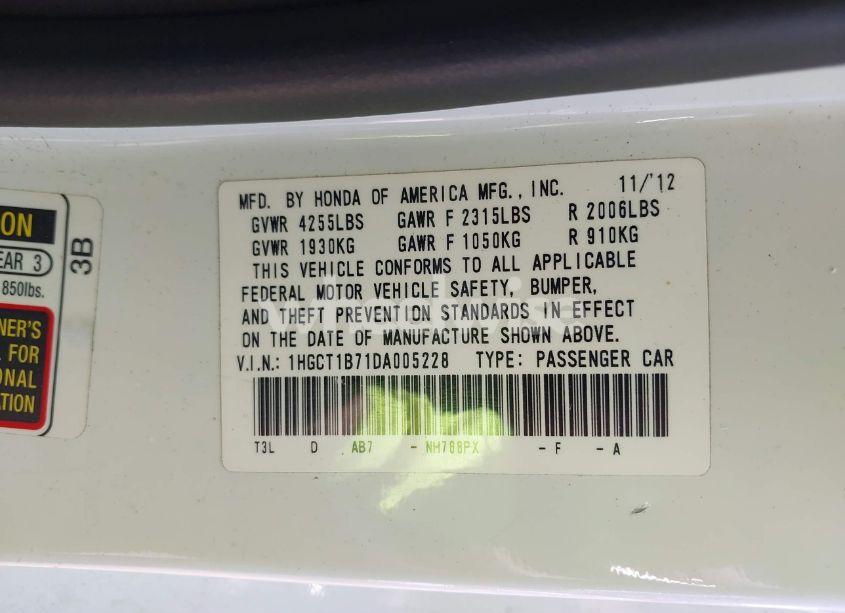 ON
EAR 3
850lbs.
NER'S
FOR
ONAL
ATION
3B
MFD. BY HONDA OF AMERICA MFG., INC. 11/'12
GVWR 4255LBS GAWR F 2315LBS R 2006LBS
GVWR 1930KG GAWR F 1050KG R 910KG
THIS VEHICLE CONFORMS TO ALL APPLICABLE
FEDERAL MOTOR VEHICLE SAFETY, BUMPER,
AND THEFT PREVENTION STANDARDS IN EFFECT
ON THE DATE OF MANUFACTURE SHOWN ABOVE.
V.I.N.: 1HGCT1B71DA005228 TYPE: PASSENGER CAR
T3L D AB7 - NH788PX - F - A